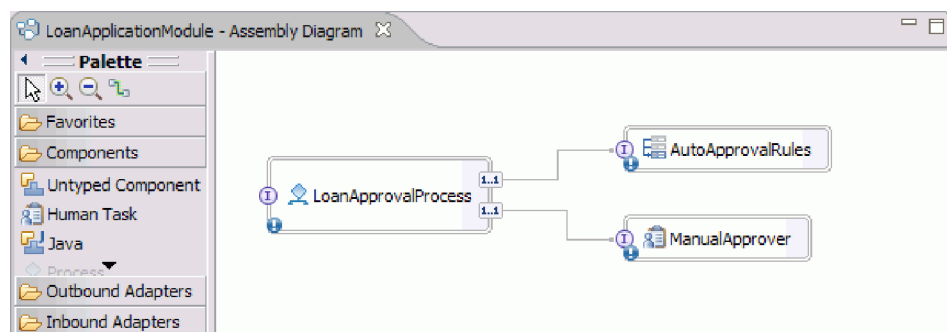 LoanApplicationModule - Assembly Diagram
Palette
Favorites
Components
Untyped Component
Human Task
Java
Process
Outbound Adapters
Inbound Adapters
I LoanApprovalProcess 1..1
1..1
I AutoApprovalRules
I ManualApprover